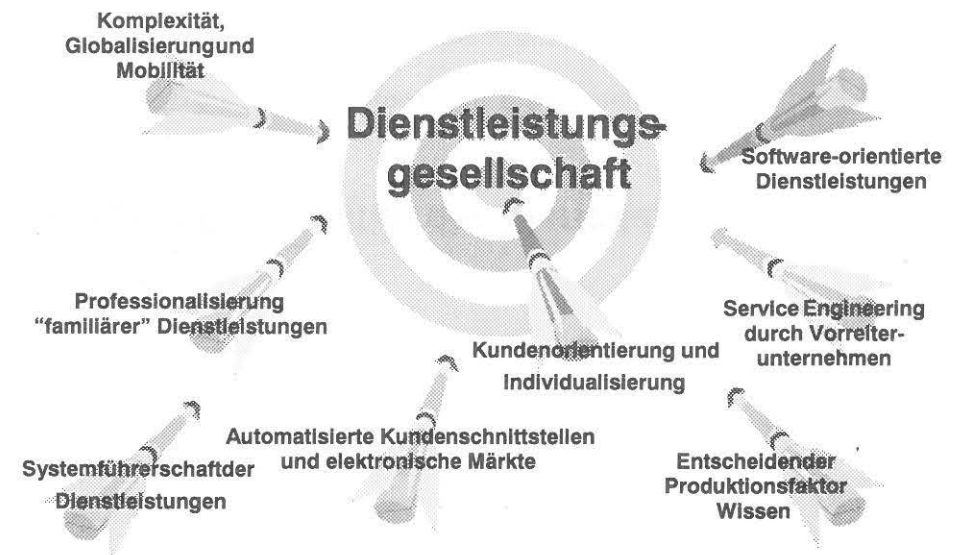 Komplexität,
Globalisierungund
Mobilität
Dienstleistungs-
gesellschaft
Software-orientierte
Dienstleistungen
Professionalisierung
“familiärer” Dienstleistungen
Service Engineering
durch Vorreiter-
unternehmen
Kundenorientierung und
Individualisierung
Automatisierte Kundenschnittstellen
und elektronische Märkte
Systemführerschaftder
Dienstleistungen
Entscheidender
Produktionsfaktor
Wissen